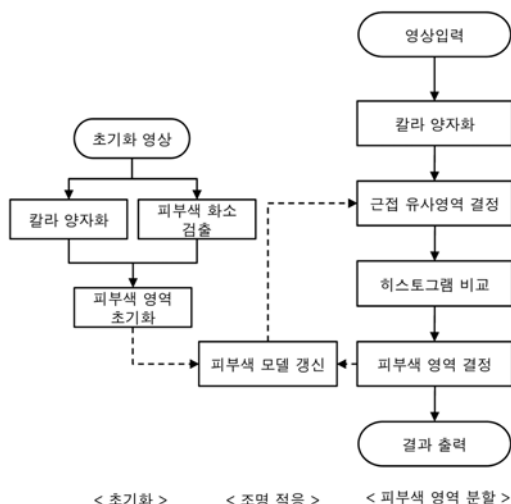 영상입력
칼라 양자화
초기화 영상
칼라 양자화
피부색 화소
검출
근접 유사영역 결정
피부색 영역
초기화
히스토그램 비교
피부색 모델 갱신
피부색 영역 결정
결과 출력
< 초기화 >
< 조명 적응 >
< 피부색 영역 분할 >